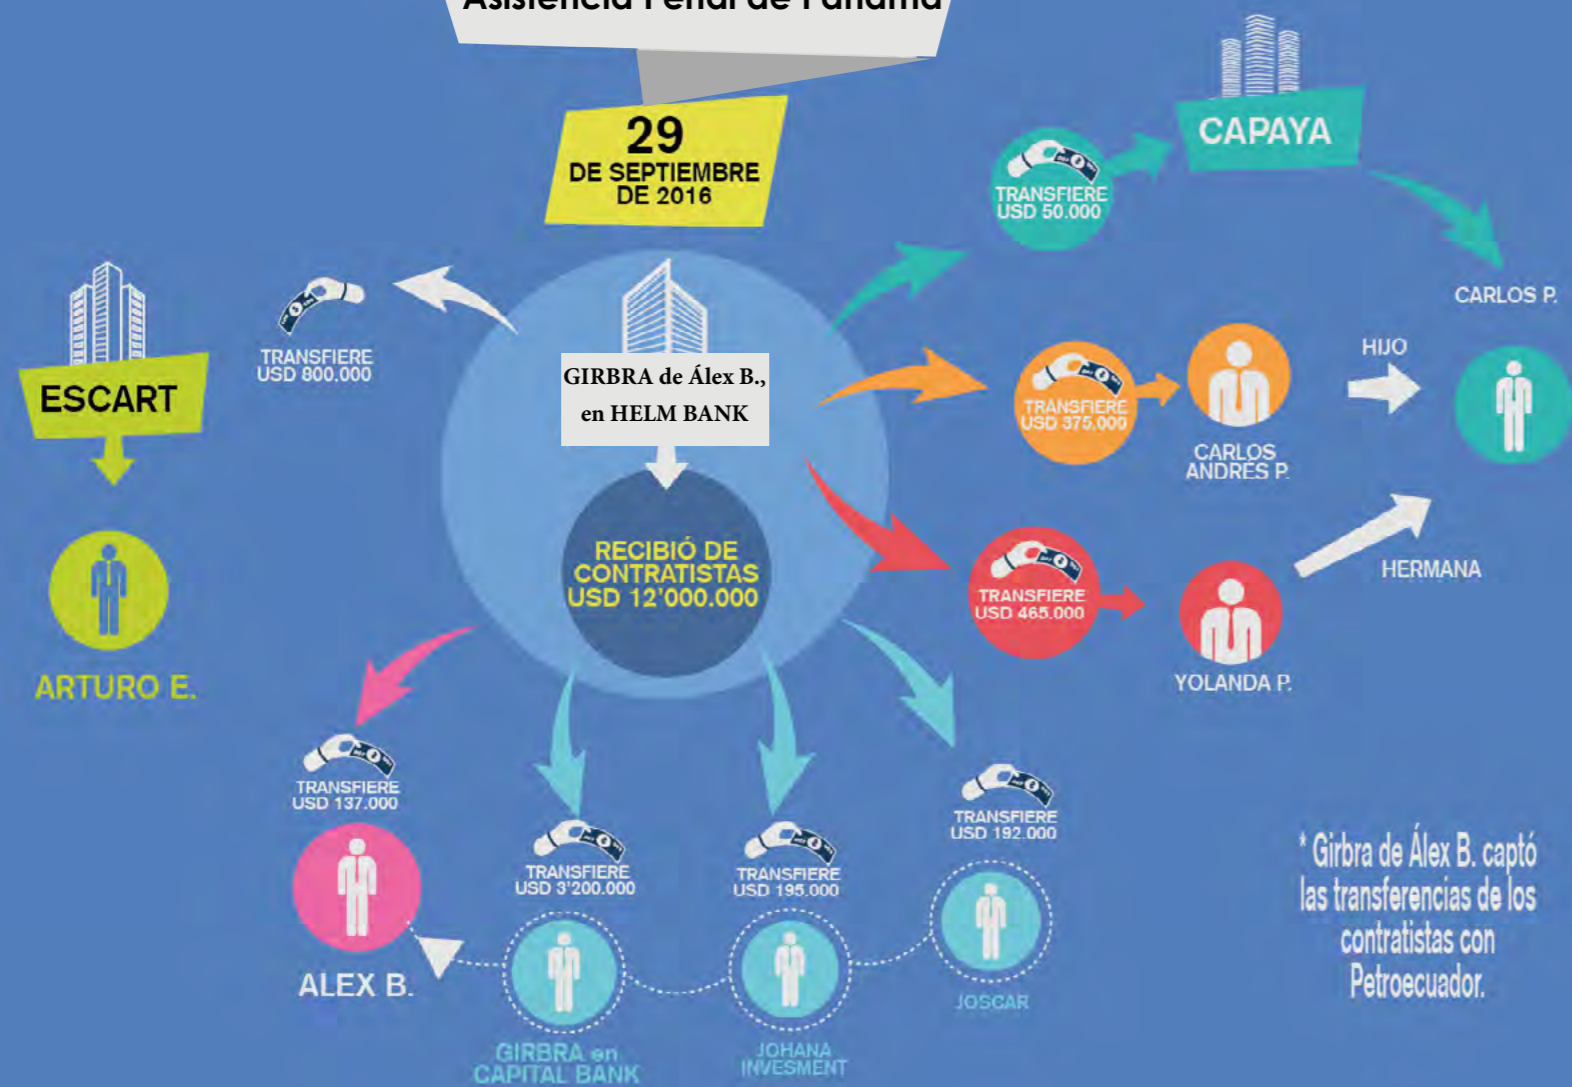 Asistencia Penal de Panamá
29
DE SEPTIEMBRE
DE 2016
CAPAYA
TRANSFIERE
USD 50.000
CARLOS P.
TRANSFIERE
USD 800.000
ESCART
ARTURO E.
GIRBRA de Álex B.,
en HELM BANK
RECIBIÓ DE
CONTRATISTAS
USD 12'000.000
TRANSFIERE
USD 375.000
CARLOS
ANDRÉS P.
HIJO
TRANSFIERE
USD 465.000
YOLANDA P.
HERMANA
TRANSFIERE
USD 137.000
ALEX B.
TRANSFIERE
USD 3'200.000
GIRBRA en
CAPITAL BANK
TRANSFIERE
USD 195.000
JOHANA
INVESMENT
TRANSFIERE
USD 192.000
JOSCAR
* Girbra de Álex B. captó
las transferencias de los
contratistas con
Petroecuador.